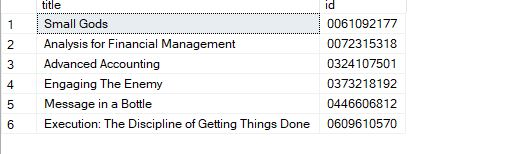 title id
1 Small Gods 0061092177
2 Analysis for Financial Management 0072315318
3 Advanced Accounting 0324107501
4 Engaging The Enemy 0373218192
5 Message in a Bottle 0446606812
6 Execution: The Discipline of Getting Things Done 0609610570